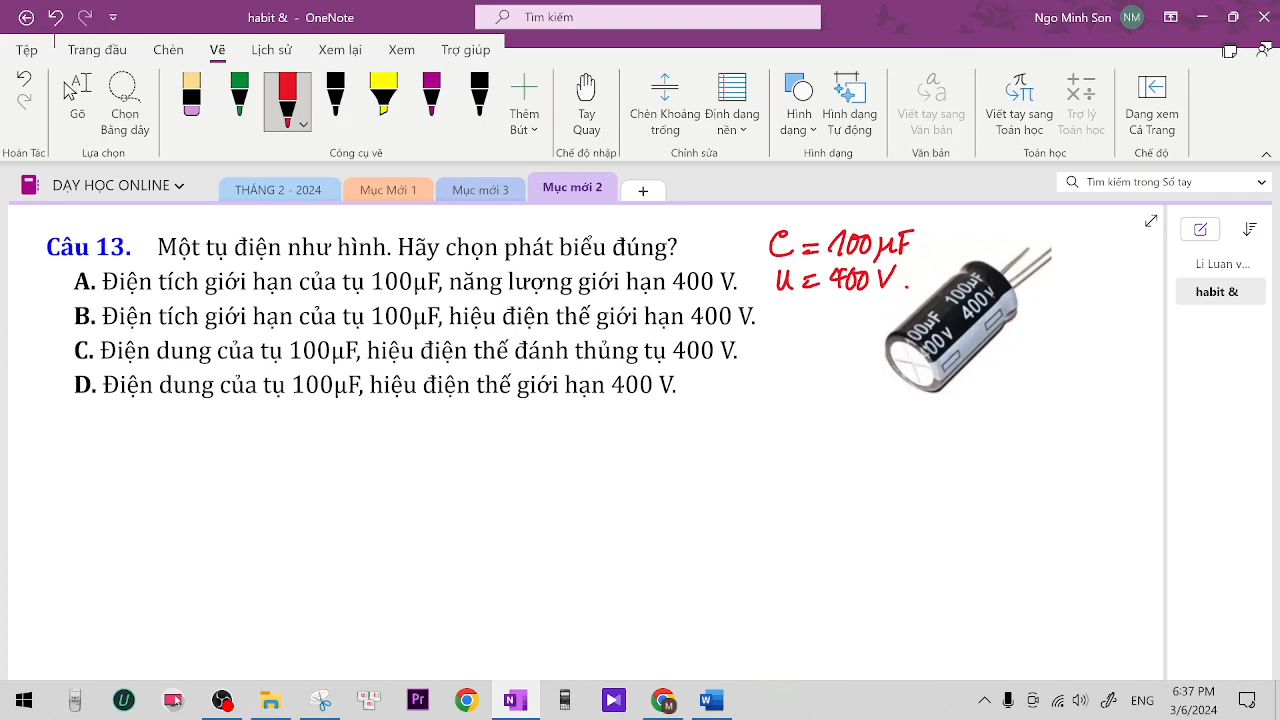 habit & - OneNote
Tìm kiếm
Ngo Minh Son NM
Tệp Trang đầu Chèn Vẽ Lịch sử Xem lại Xem Trợ giúp
Gõ
Chọn Bằng dây
Thêm Bút
Tay Quay
Chèn Khoảng trống
Định dạng nền
Hình dạng
Hình dạng Tự động
Viết tay sang Văn bản
Viết tay sang Toán học
Trợ lý Toán học
Dạng xem Cả Trang
Hoàn Tác Lựa chọn Công cụ vẽ Chế độ nhập Chỉnh sửa Hình dạng Văn bản Toán học Chế độ
DẠY HỌC ONLINE THÁNG 2 - 2024 Mục Mới 1 Mục mới 3 Mục mới 2 +
Tìm kiếm trong Sổ tay
Câu 13. Một tụ điện như hình. Hãy chọn phát biểu đúng?
A. Điện tích giới hạn của tụ 100μF, năng lượng giới hạn 400 V.
B. Điện tích giới hạn của tụ 100μF, hiệu điện thế giới hạn 400 V.
C. Điện dung của tụ 100μF, hiệu điện thế đánh thủng tụ 400 V.
D. Điện dung của tụ 100μF, hiệu điện thế giới hạn 400 V.
C = 100μF
U = 400 V.
100μF
400 V
00μF
400 V
Li Luan v...
habit &
ENG
6:37 PM
3/6/2024